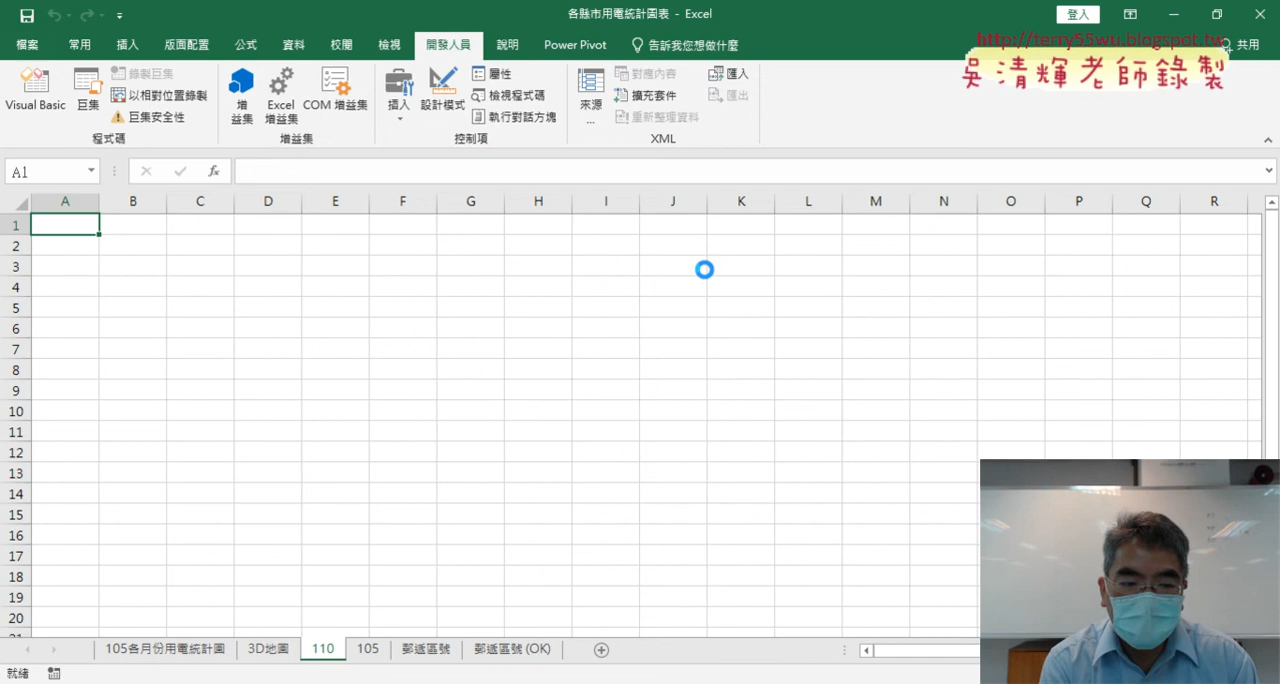 各縣市用電統計圖表 - Excel
登入
檔案 常用 插入 版面配置 公式 資料 校閱 檢視 開發人員 說明 Power Pivot 告訴我您想做什麼 共用
http://terry55wu.blogspot.tw
吳清輝老師錄製
Visual Basic
巨集
錄製巨集
以相對位置錄製
巨集安全性
程式碼
增益集
Excel 增益集
COM 增益集
增益集
插入
設計模式
屬性
檢視程式碼
執行對話方塊
控制項
來源...
對應內容
擴充套件
重新整理資料
匯入
匯出
XML
A1
fx
A B C D E F G H I J K L M N O P Q R
1
2
3
4
5
6
7
8
9
10
11
12
13
14
15
16
17
18
19
20
21
105各月份用電統計圖 3D地圖 110 105 郵遞區號 郵遞區號 (OK)
就緒